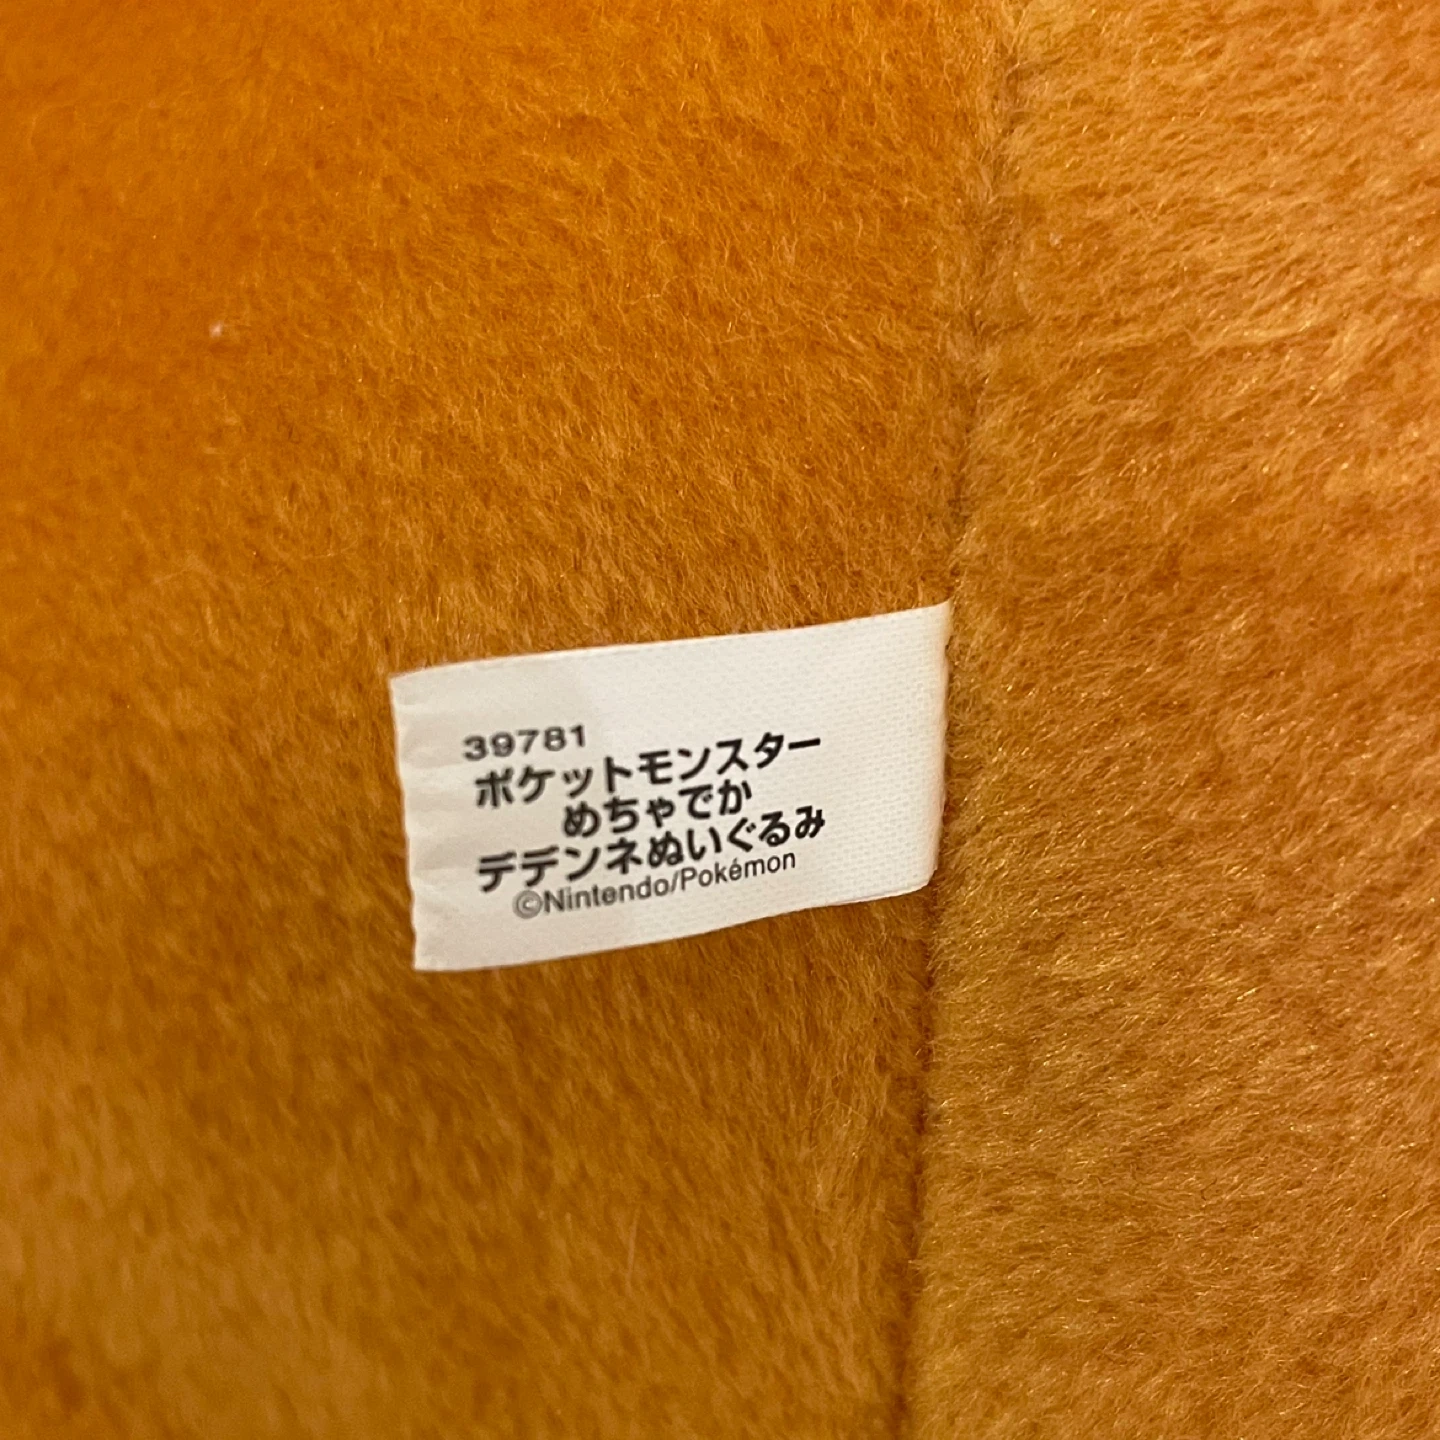 39781
ポケットモンスター
めちゃでか
デデンネぬいぐるみ
©Nintendo/Pokémon